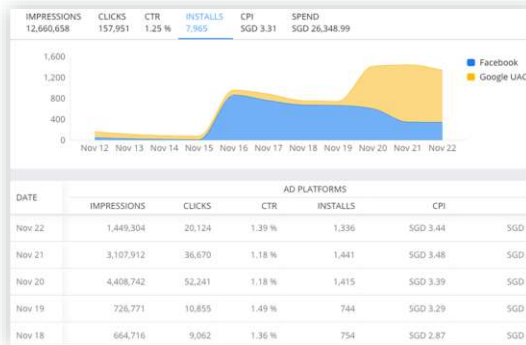 IMPRESSIONS CLICKS CTR INSTALLS CPI SPEND
12,660,658 157,951 1.25 % 7,965 SGD 3.31 SGD 26,348.99
1,600
1,200
800
400
0
Facebook
Google UAC
Nov 12 Nov 13 Nov 14 Nov 15 Nov 16 Nov 17 Nov 18 Nov 19 Nov 20 Nov 21 Nov 22
DATE AD PLATFORMS
IMPRESSIONS CLICKS CTR INSTALLS CPI
Nov 22 1,449,304 20,124 1.39 % 1,336 SGD 3.44 SGD
Nov 21 3,107,912 36,670 1.18 % 1,441 SGD 3.48 SGD
Nov 20 4,408,742 52,241 1.18 % 1,415 SGD 3.39 SGD
Nov 19 726,771 10,855 1.49 % 744 SGD 3.29 SGD
Nov 18 664,716 9,062 1.36 % 754 SGD 2.87 SGD